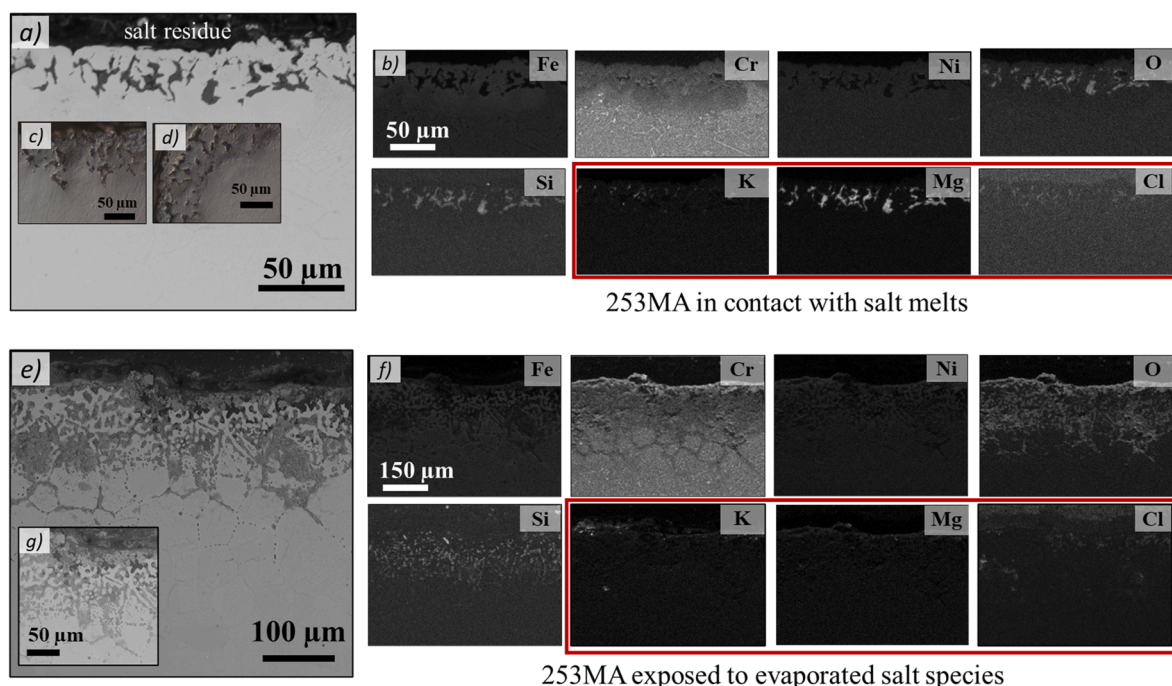 a)
salt residue
c)
50 µm
d)
50 µm
50 µm
b)
Fe
Cr
Ni
O
50 µm
Si
K
Mg
Cl
253MA in contact with salt melts
e)
g)
50 µm
100 µm
f)
Fe
Cr
Ni
O
150 µm
Si
K
Mg
Cl
253MA exposed to evaporated salt species